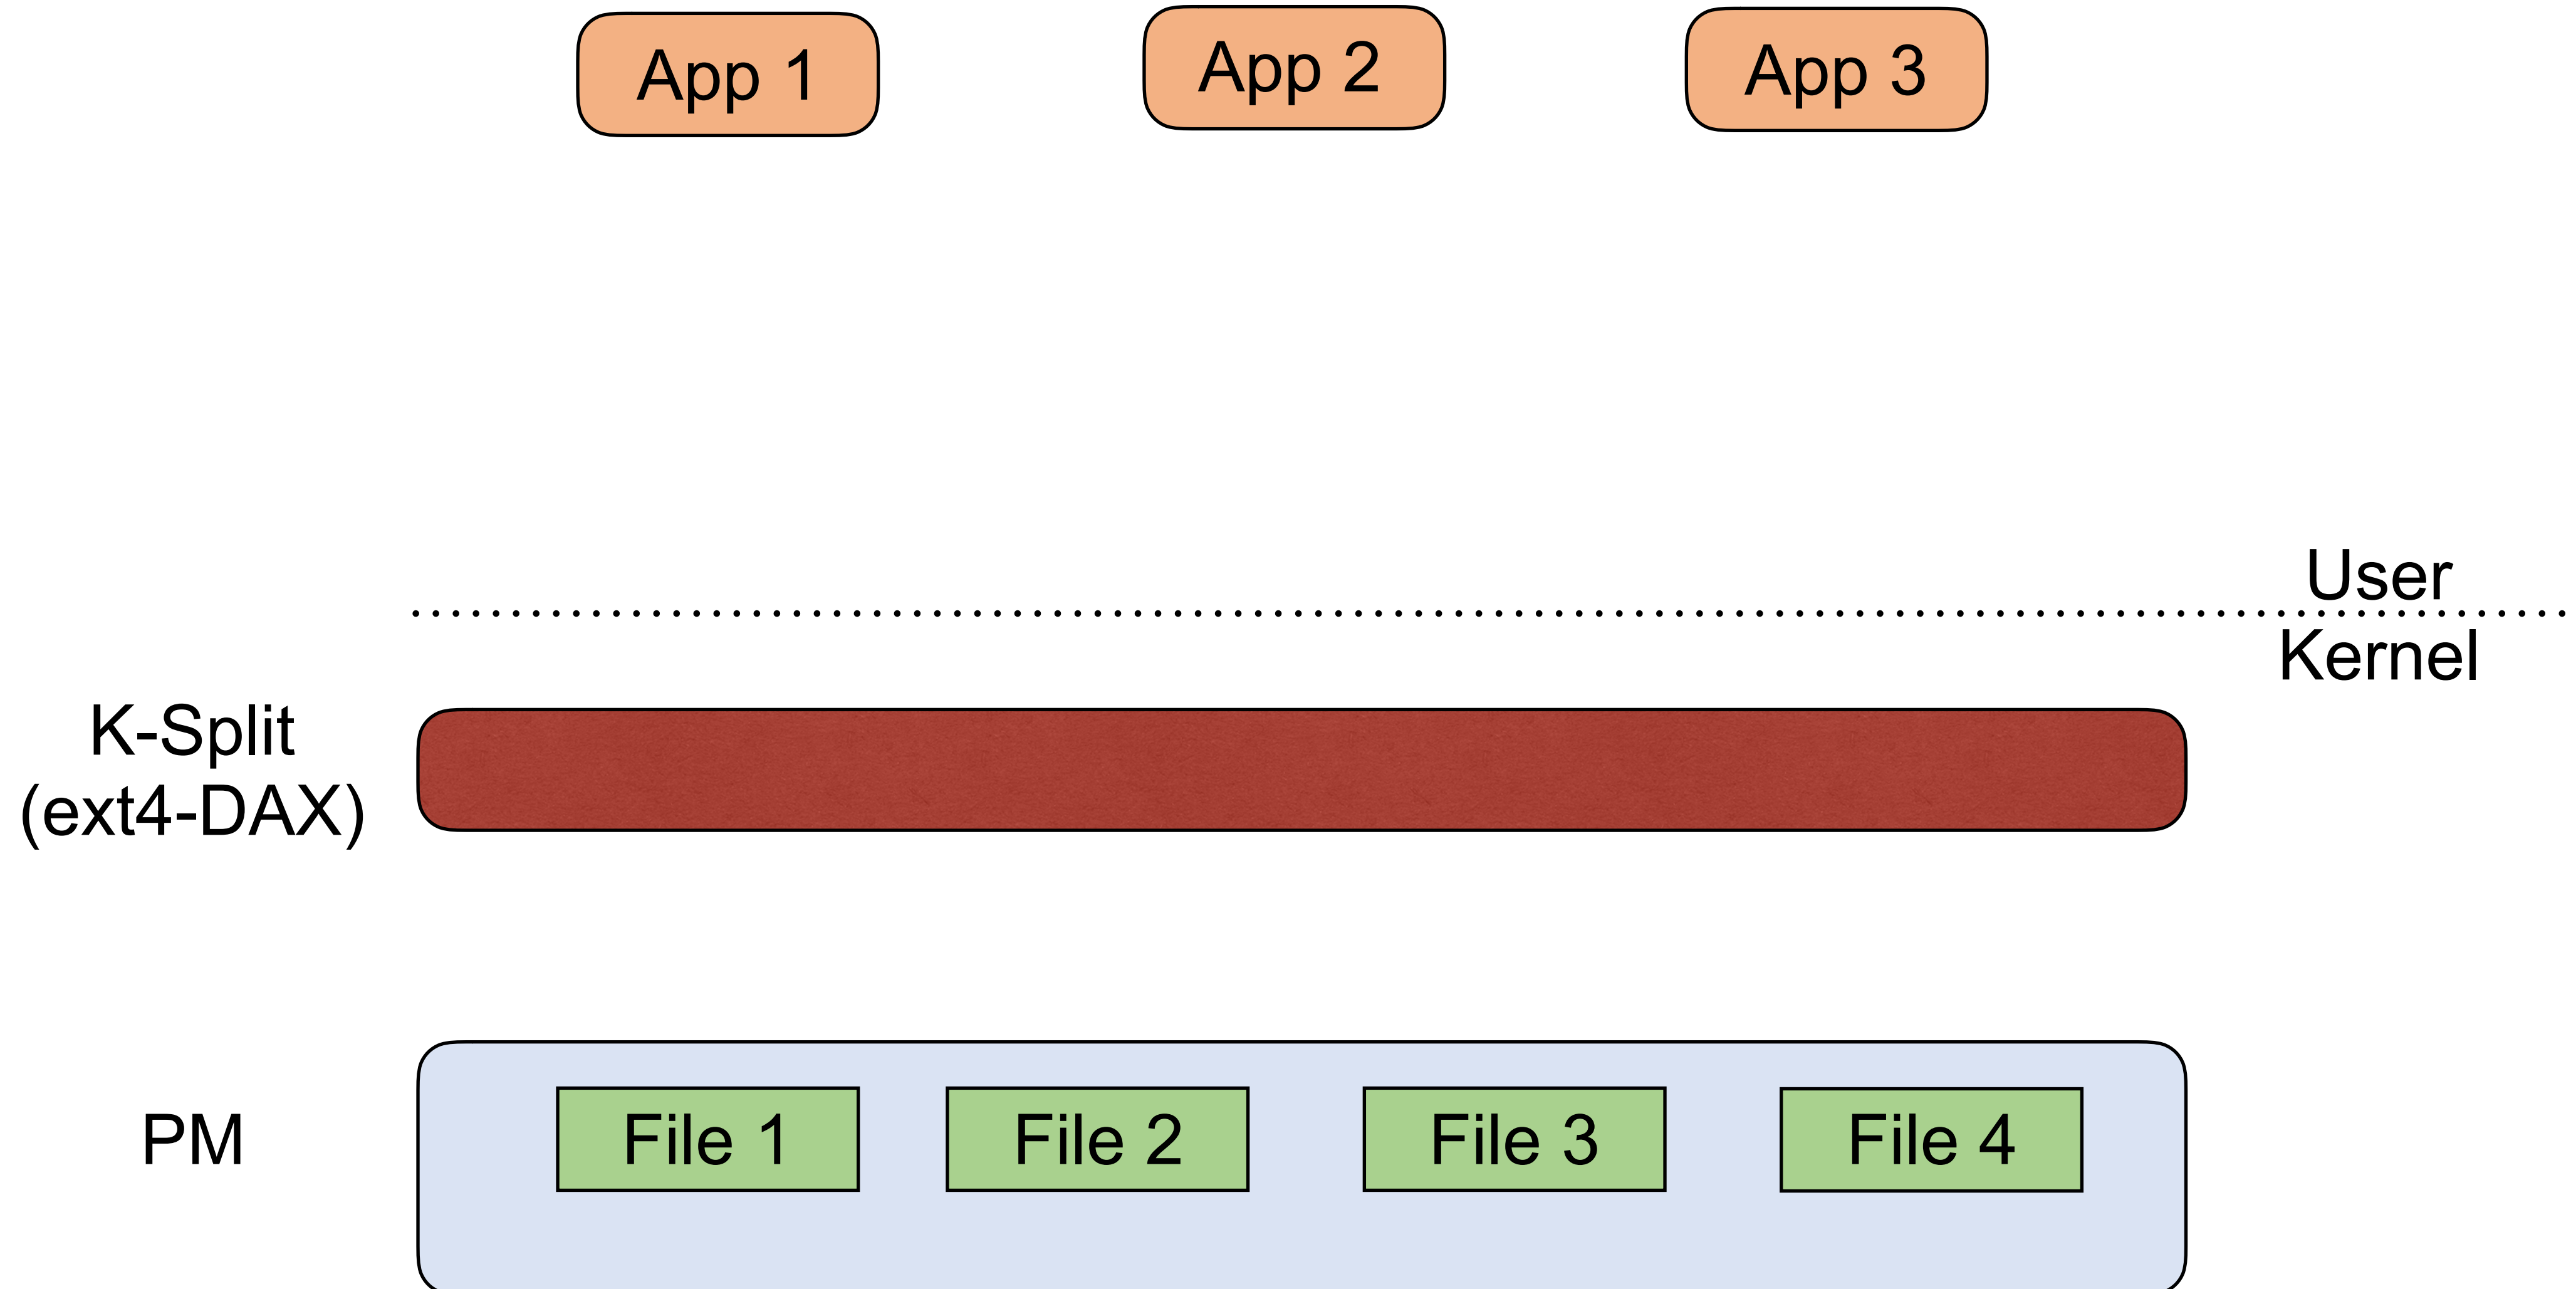 App 1
App 2
App 3
User
Kernel
K-Split
(ext4-DAX)
PM
File 1
File 2
File 3
File 4